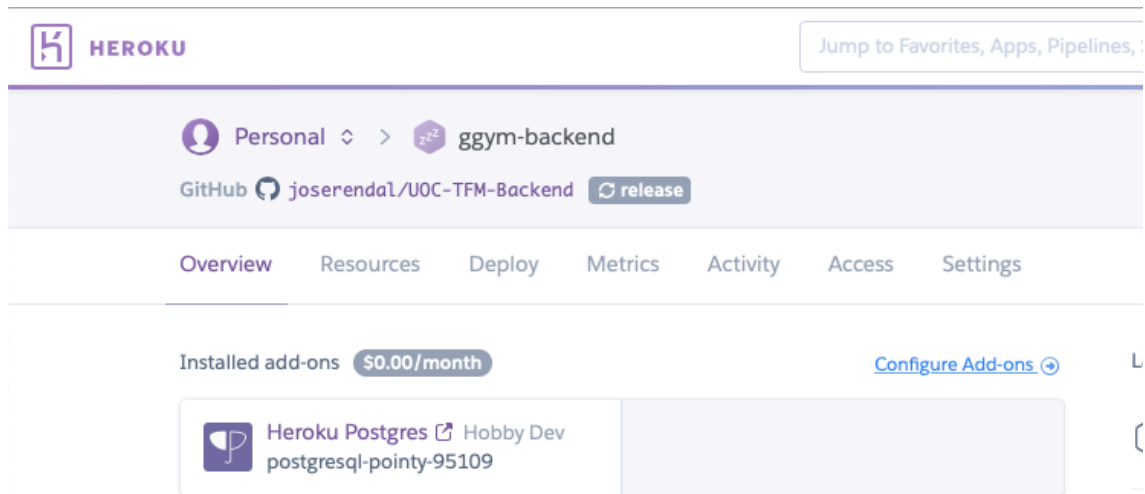 HEROKU
Jump to Favorites, Apps, Pipelines,
Personal > zzz ggym-backend
GitHub joserendal/UOC-TFM-Backend release
Overview Resources Deploy Metrics Activity Access Settings
Installed add-ons $0.00/month Configure Add-ons
Heroku Postgres Hobby Dev
postgresql-pointy-95109